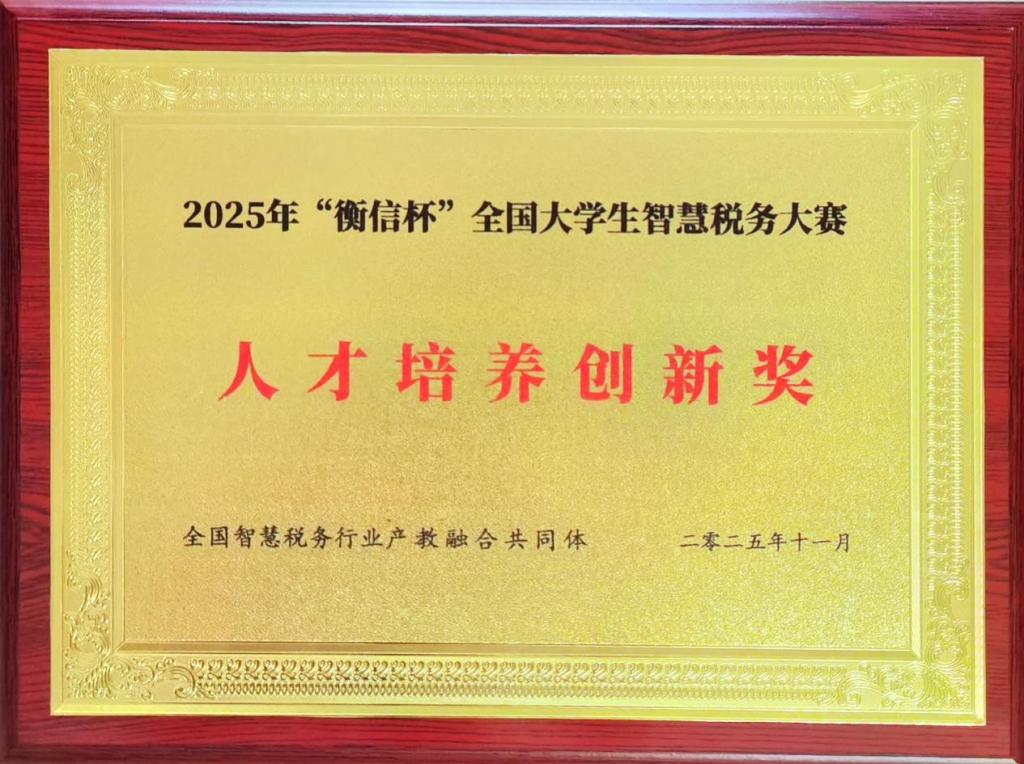 2025年“衡信杯”全国大学生智慧税务大赛
人才培养创新奖
全国智慧税务行业产教融合共同体 二零二五年十一月